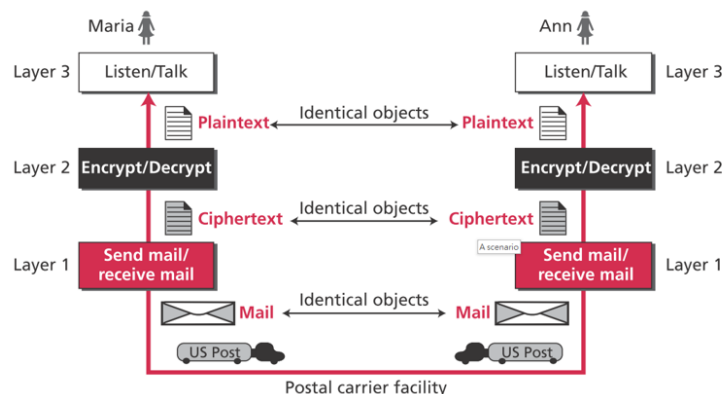 Maria
Ann
Layer 3
Listen/Talk
Listen/Talk
Layer 3
Plaintext
Identical objects
Plaintext
Layer 2
Encrypt/Decrypt
Encrypt/Decrypt
Layer 2
Ciphertext
Identical objects
Ciphertext
A scenario
Layer 1
Send mail/
receive mail
Send mail/
receive mail
Layer 1
Mail
Identical objects
Mail
US Post
US Post
Postal carrier facility